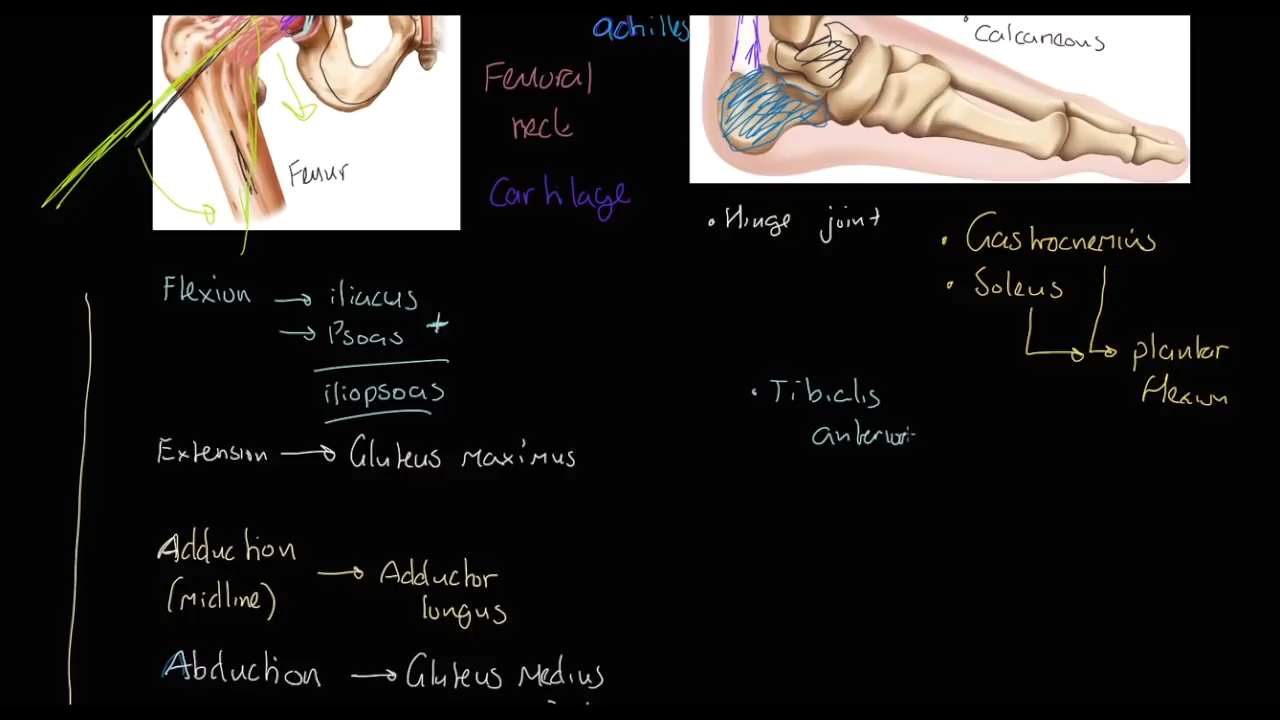 achilles
Calcaneous
Femoral
neck
Femur
Cartilage
• Hinge joint
• Gastrocnemius
• Soleus
plantar
flexion
Flexion → iliacus
→ Psoas +
iliopsoas
• Tibialis
anteriori
Extension → Gluteus maximus
Adduction → Adductor
(midline) longus
Abduction → Gluteus Medius